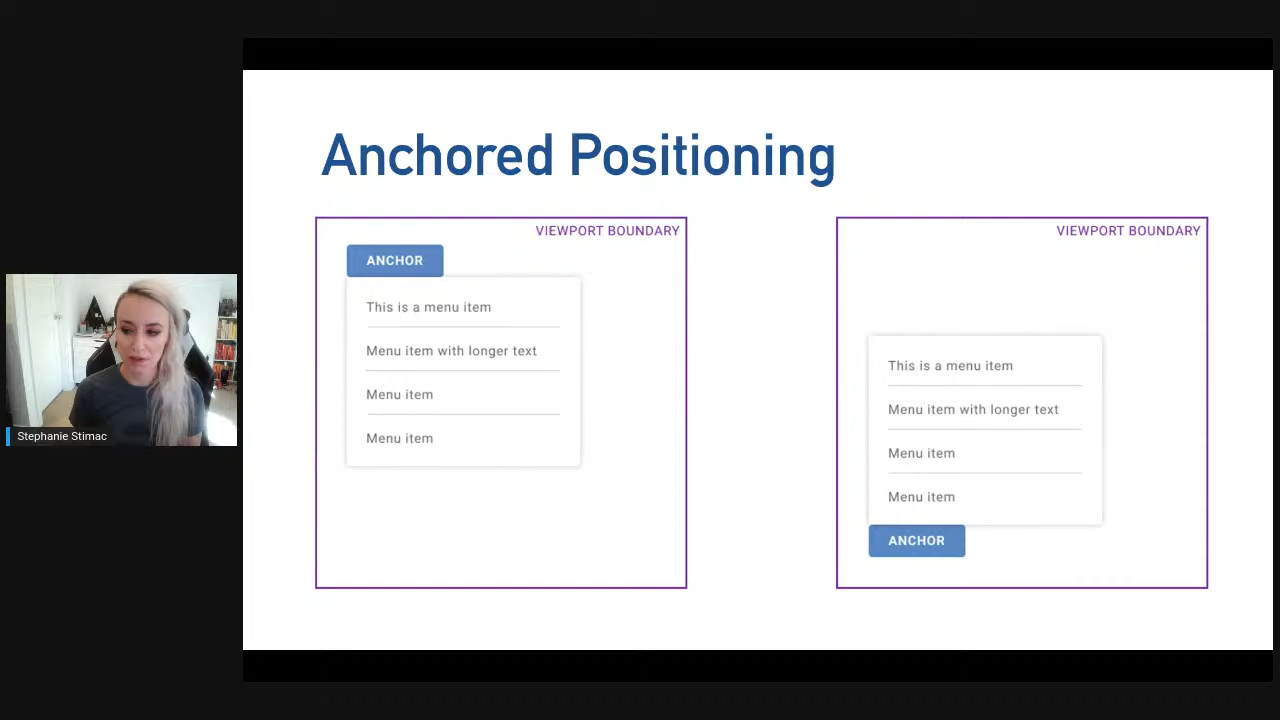 Anchored Positioning
VIEWPORT BOUNDARY
ANCHOR
This is a menu item
Menu item with longer text
Menu item
Menu item
VIEWPORT BOUNDARY
This is a menu item
Menu item with longer text
Menu item
Menu item
ANCHOR
Stephanie Stimac